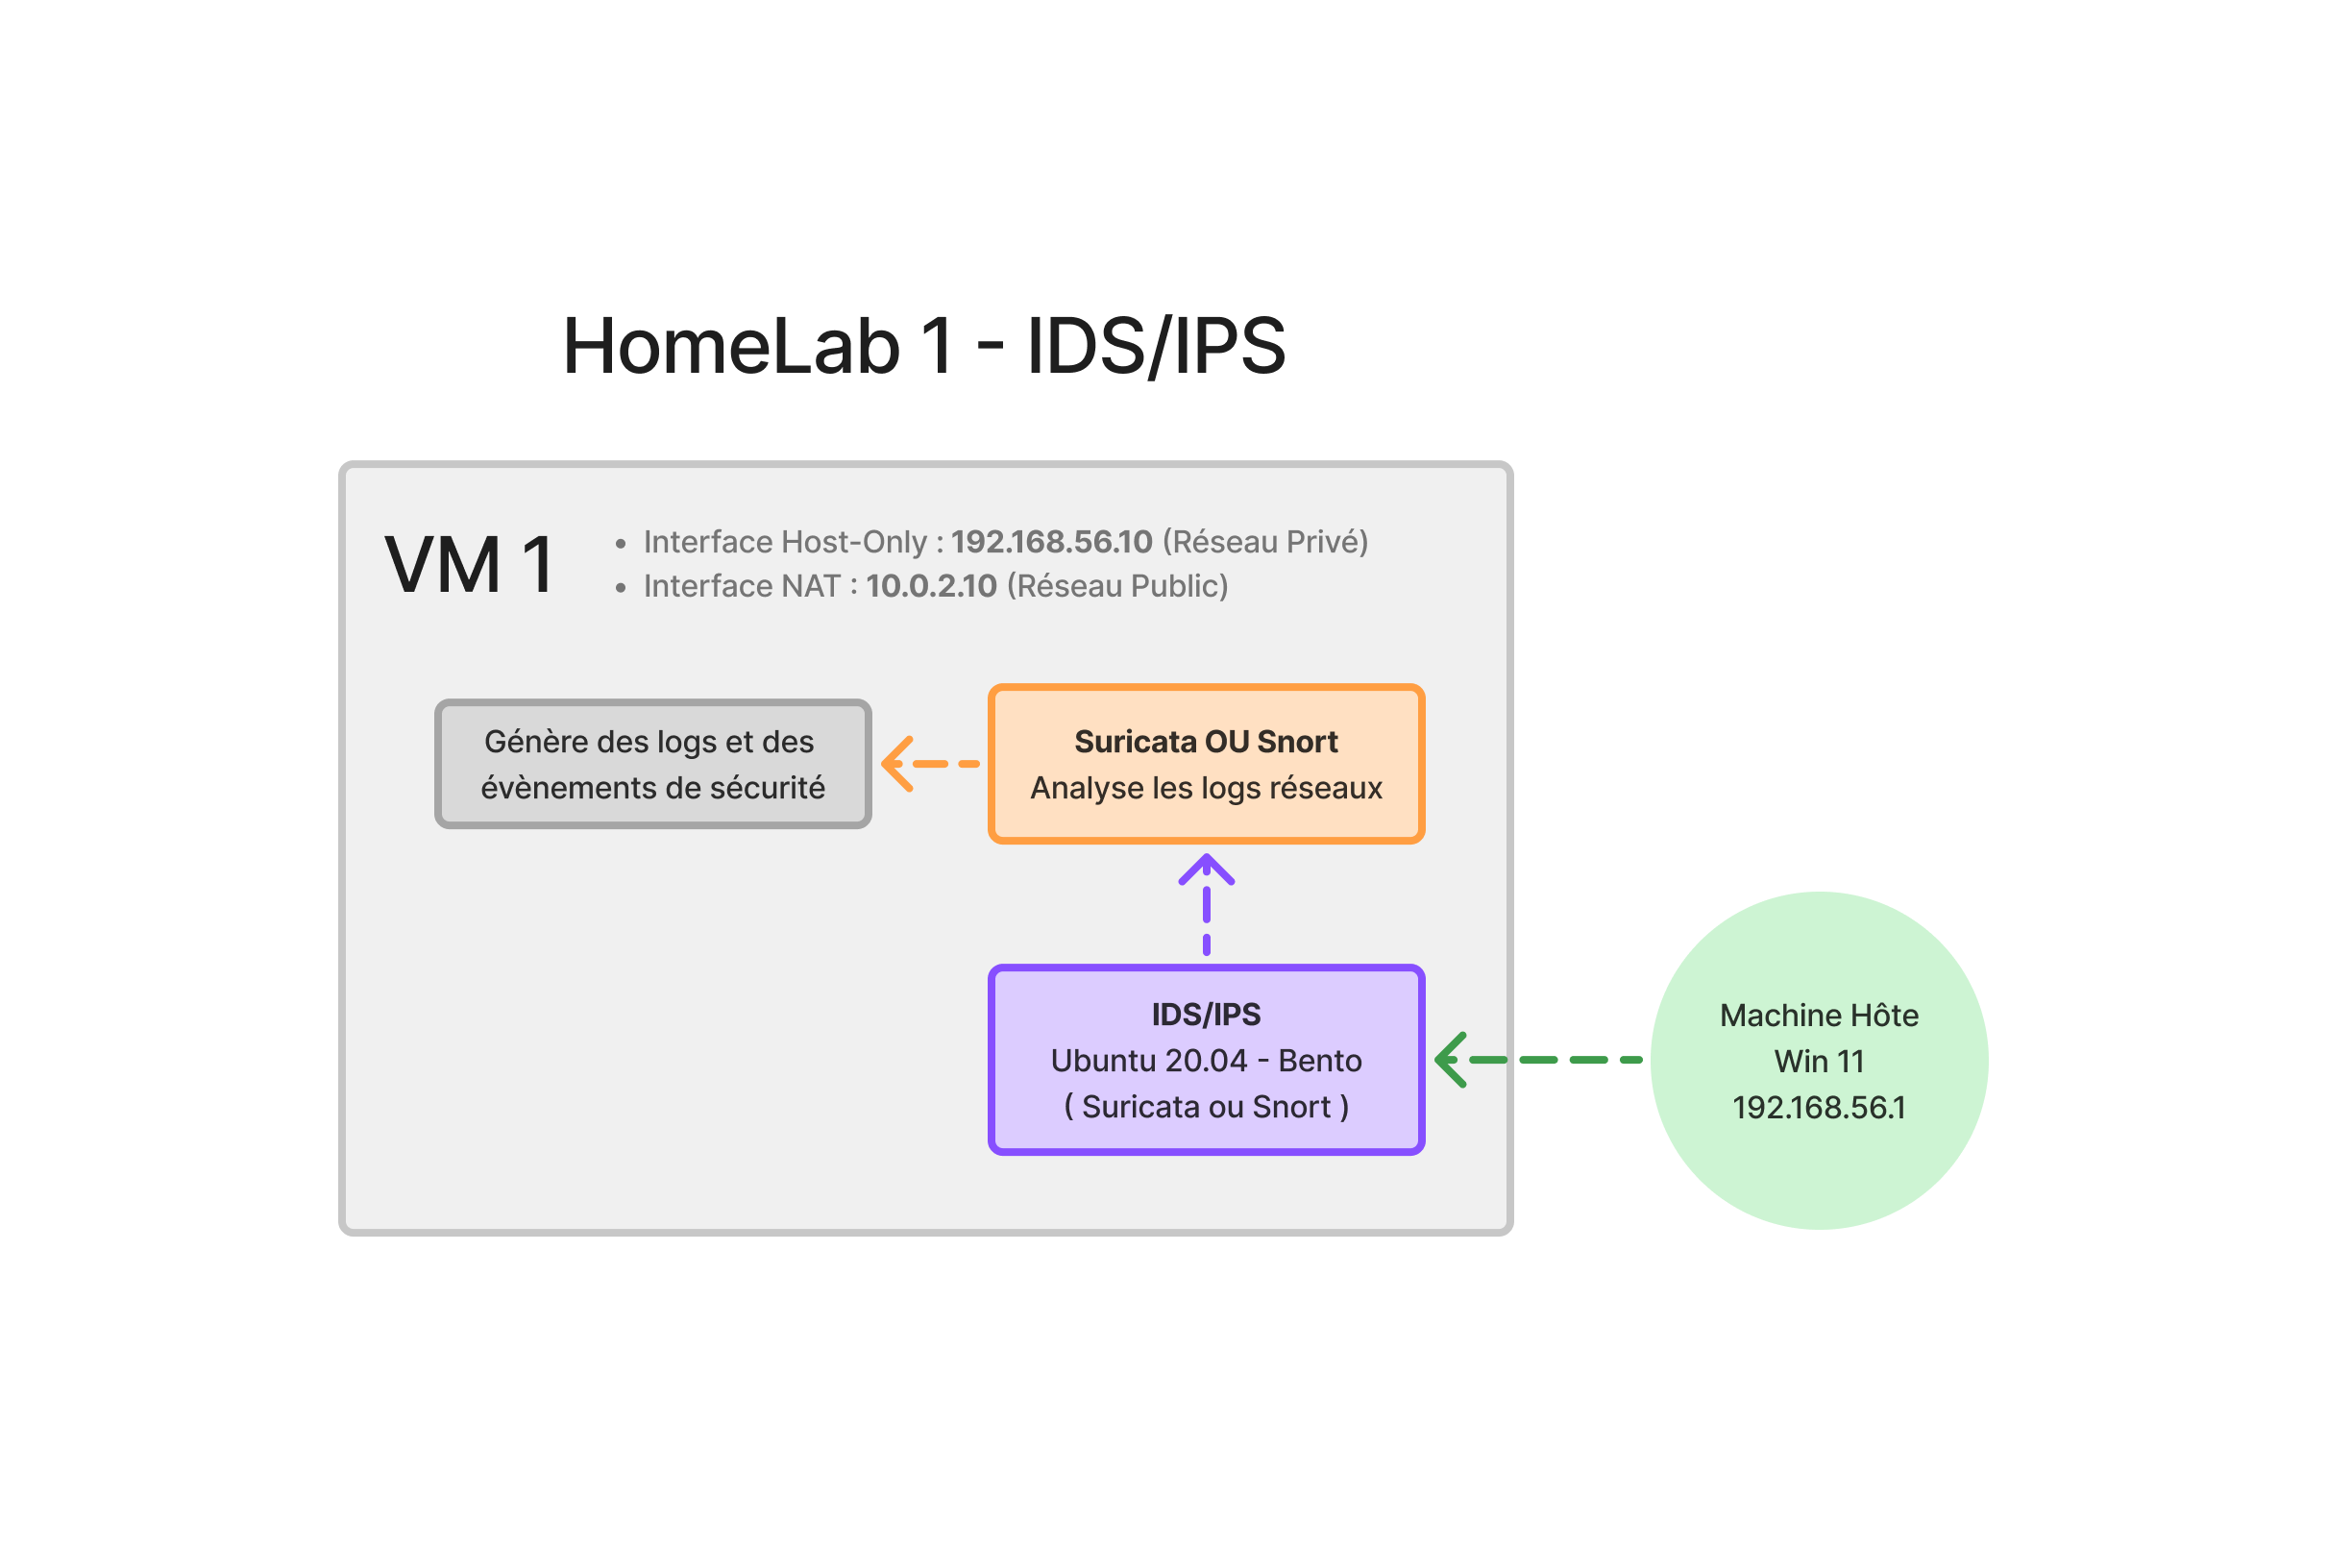 HomeLab 1 - IDS/IPS
VM 1
• Interface Host-Only : 192.168.56.10 (Réseau Privé)
• Interface NAT : 10.0.2.10 (Réseau Public)
Génère des logs et des
évènements de sécurité
Suricata OU Snort
Analyse les logs réseaux
IDS/IPS
Ubuntu 20.04 - Bento
( Suricata ou Snort )
Machine Hôte
Win 11
192.168.56.1